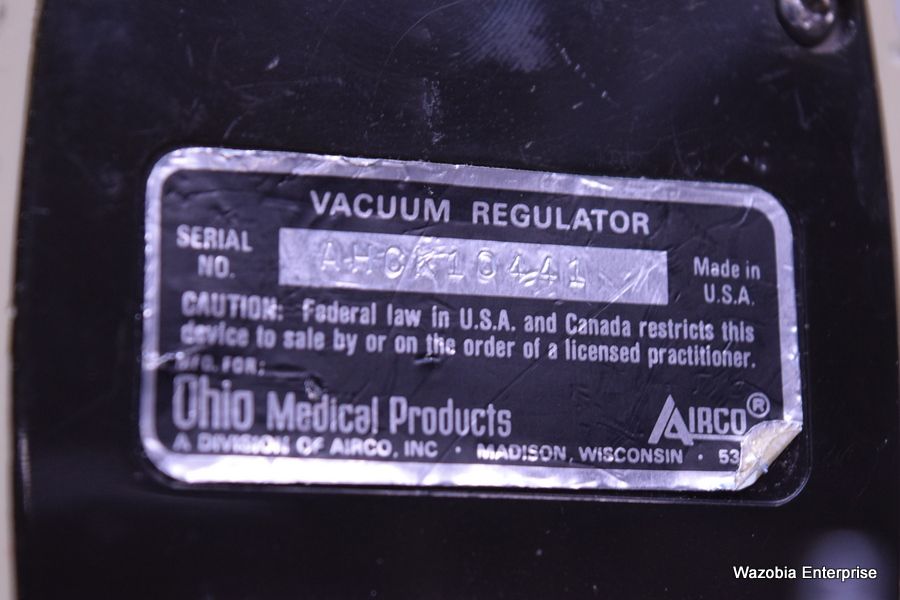 VACUUM REGULATOR
SERIAL NO. AHCK10441
Made in U.S.A.
CAUTION: Federal law in U.S.A. and Canada restricts this
device to sale by or on the order of a licensed practitioner.
MFG. FOR:
Ohio Medical Products
AIRCO®
A DIVISION OF AIRCO, INC · MADISON, WISCONSIN · 53
Wazobia Enterprise